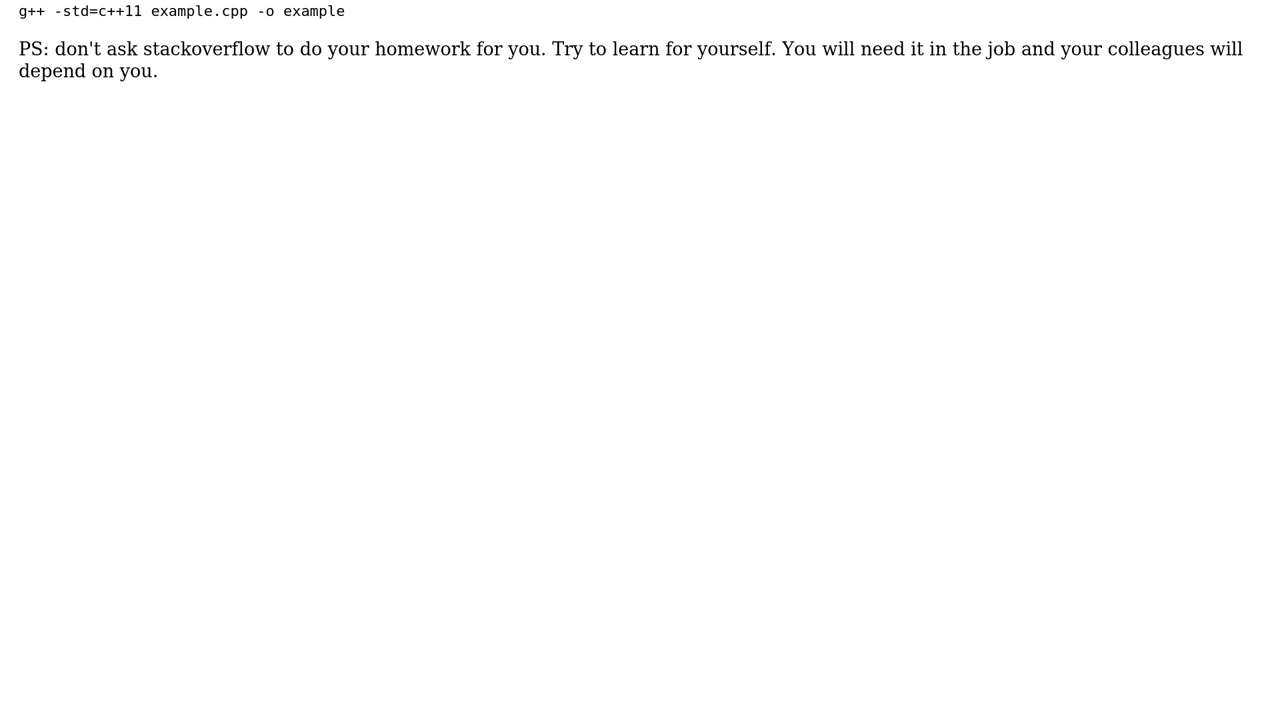 g++ -std=c++11 example.cpp -o example
PS: don't ask stackoverflow to do your homework for you. Try to learn for yourself. You will need it in the job and your colleagues will
depend on you.